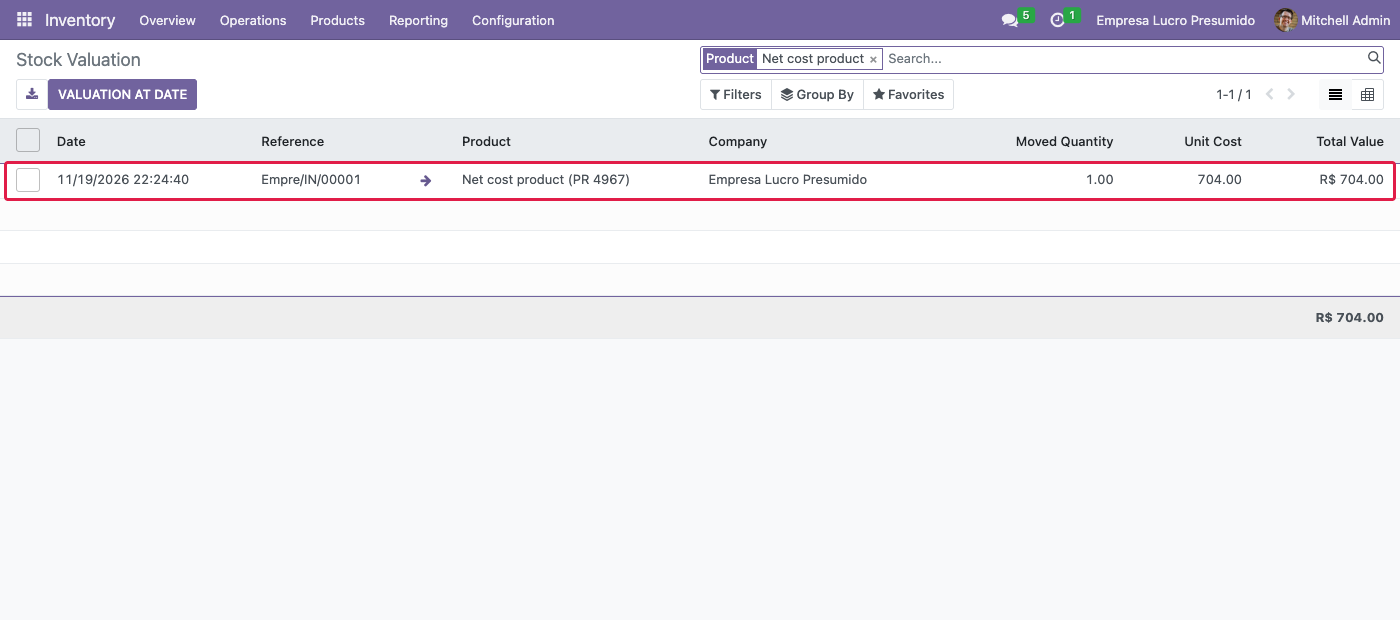 Inventory Overview Operations Products Reporting Configuration 5 1 Empresa Lucro Presumido Mitchell Admin
Stock Valuation
Product Net cost product × Search...
VALUATION AT DATE
Filters Group By Favorites 1-1 / 1
Date Reference Product Company Moved Quantity Unit Cost Total Value
11/19/2026 22:24:40 Empre/IN/00001 Net cost product (PR 4967) Empresa Lucro Presumido 1.00 704.00 R$ 704.00
R$ 704.00